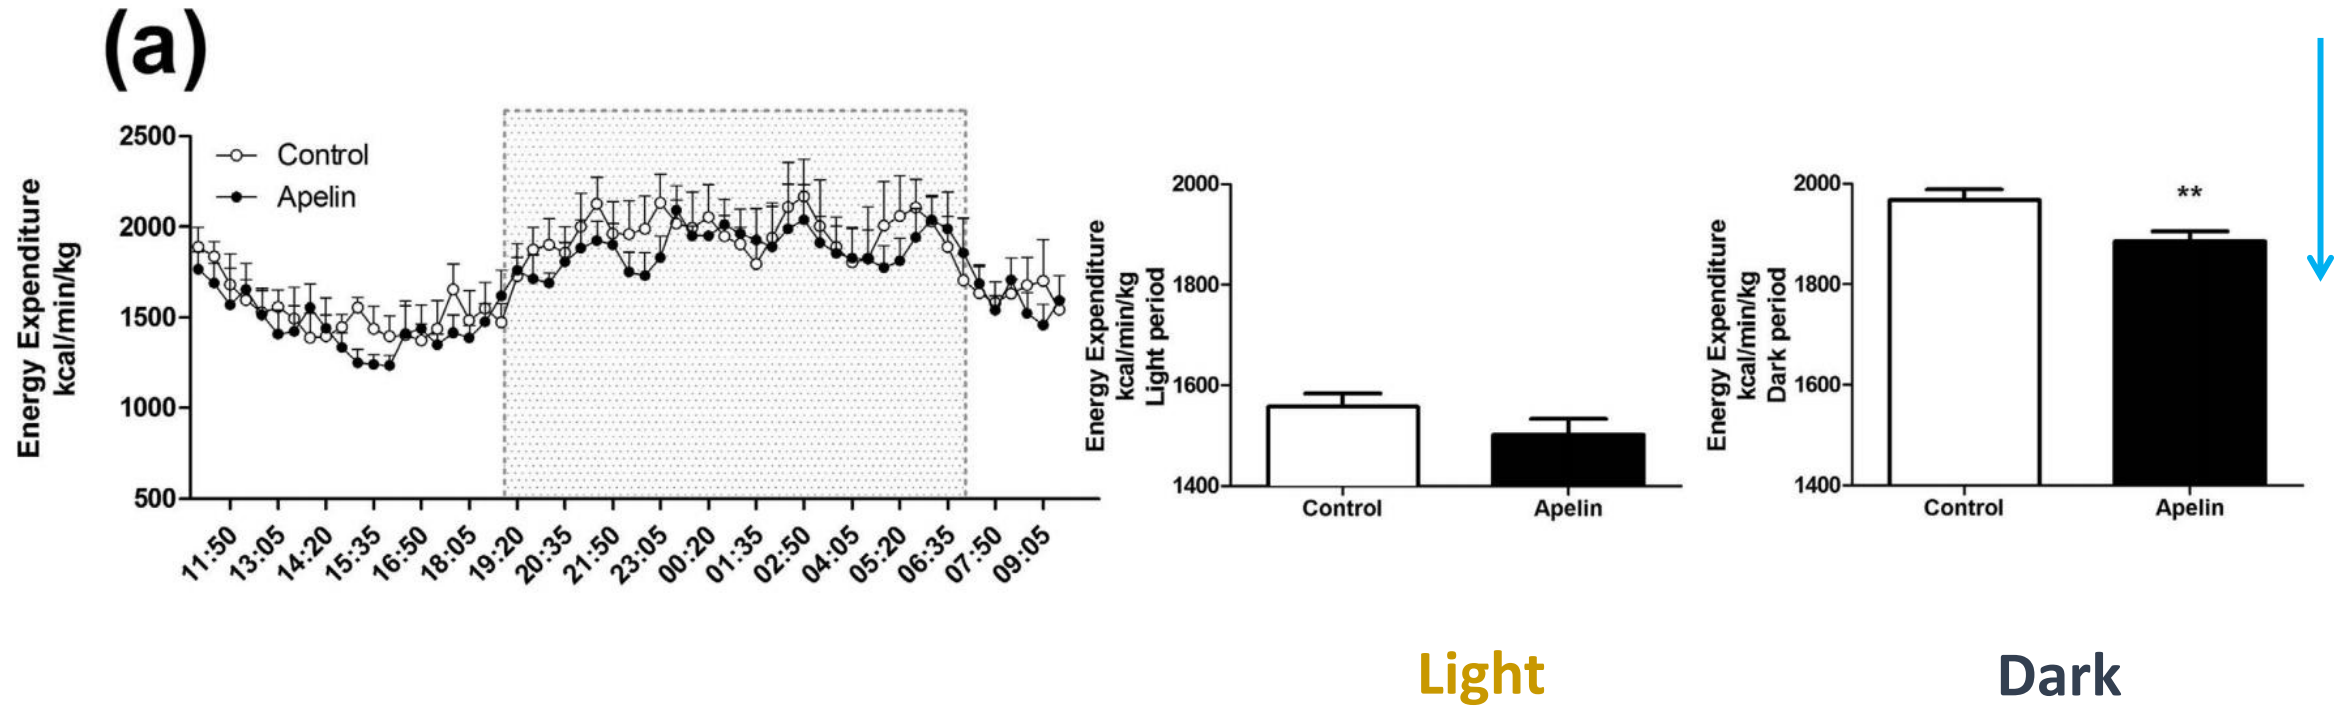 (a)
2500
2000
1500
1000
500
Energy Expenditure
kcal/min/kg
Control
Apelin
11:50
13:05
14:20
15:35
16:50
18:05
19:20
20:35
21:50
23:05
00:20
01:35
02:50
04:05
05:20
06:35
07:50
09:05
Energy Expenditure
kcal/min/kg
Light period
2000
1800
1600
1400
Control
Apelin
Energy Expenditure
kcal/min/kg
Dark period
2000
1800
1600
1400
**
Control
Apelin
Light
Dark